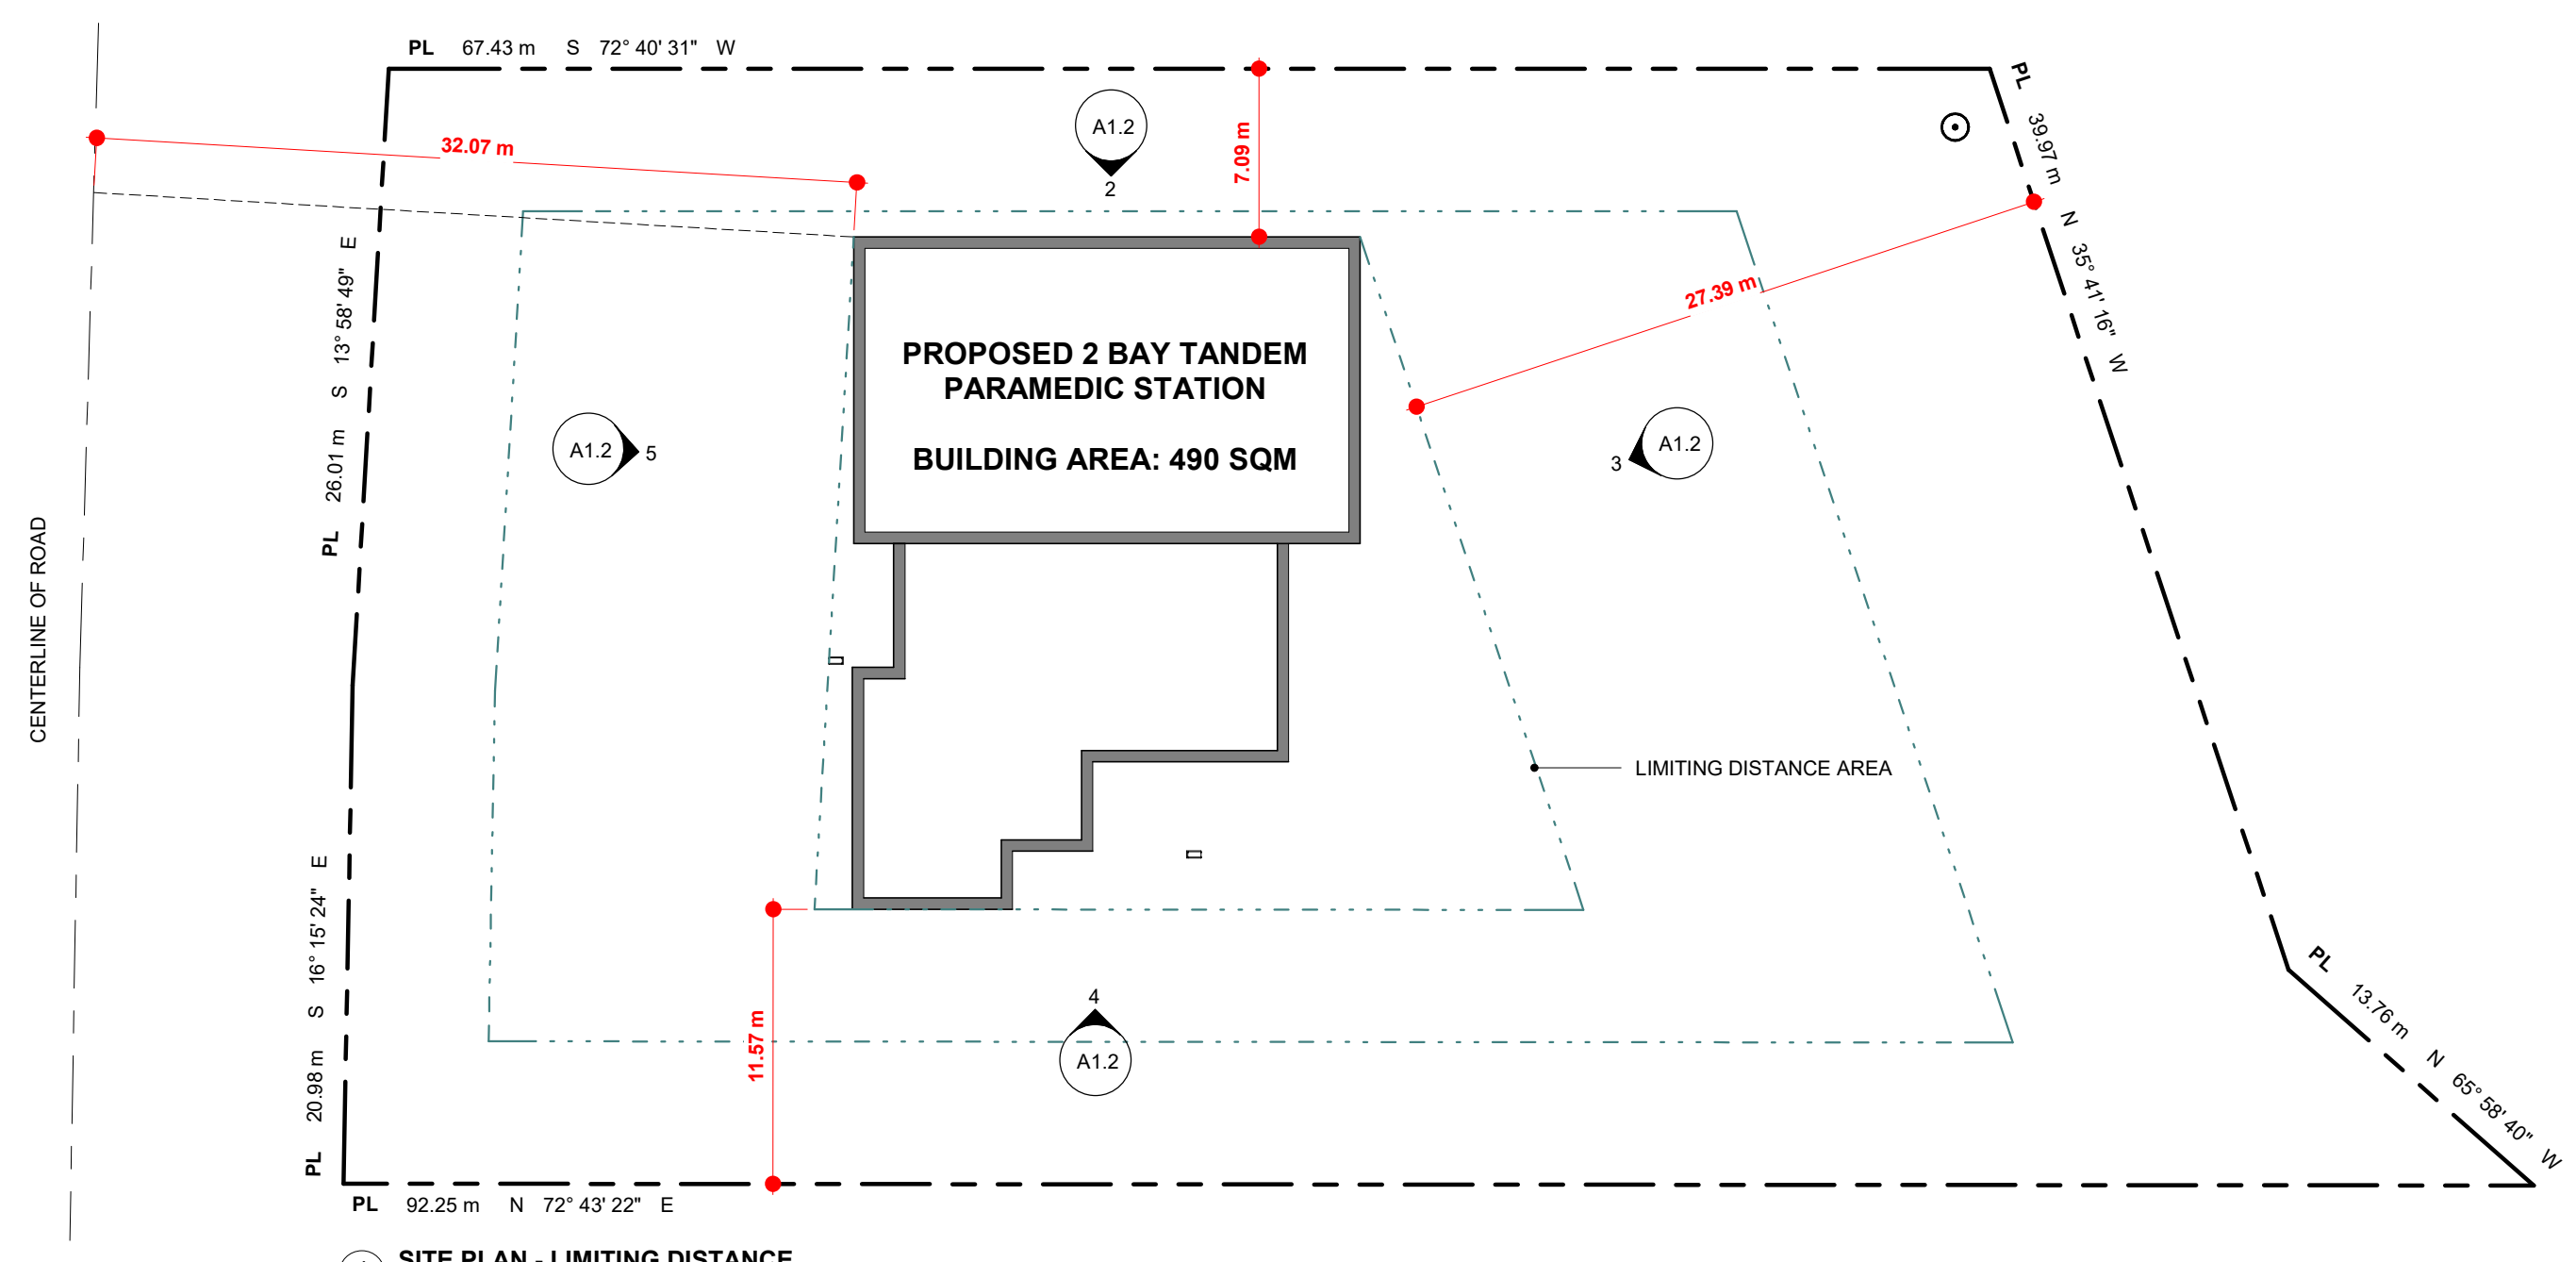 PL 67.43 m S 72° 40' 31" W
PL 39.97 m N 35° 41' 16" W
A1.2
2
32.07 m
7.09 m
27.39 m
PL 26.01 m S 13° 58' 49" E
PROPOSED 2 BAY TANDEM
PARAMEDIC STATION
BUILDING AREA: 490 SQM
A1.2
5
3
A1.2
CENTERLINE OF ROAD
LIMITING DISTANCE AREA
PL 20.98 m S 16° 15' 24" E
PL 13.76 m N 65° 58' 40" W
11.57 m
4
A1.2
PL 92.25 m N 72° 43' 22" E
SITE PLAN - LIMITING DISTANCE